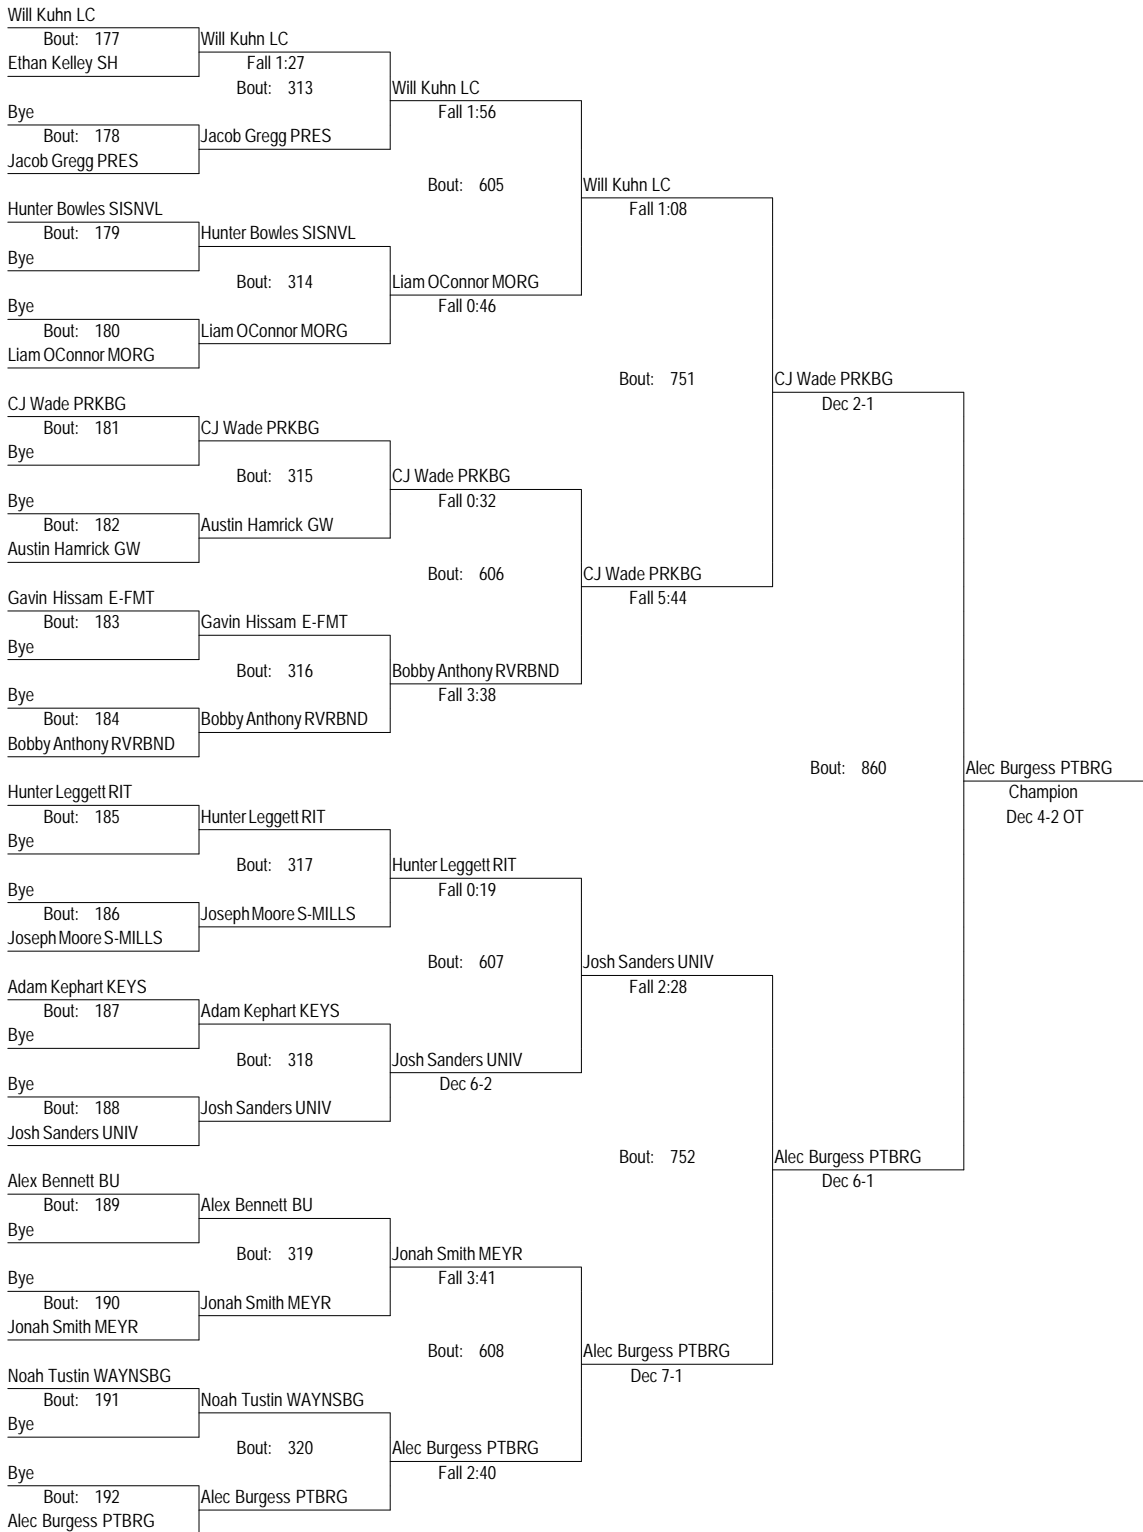 Will Kuhn LC
Bout: 177
Will Kuhn LC
Ethan Kelley SH
Fall 1:27
Bout: 313
Will Kuhn LC
Bye
Fall 1:56
Bout: 178
Jacob Gregg PRES
Jacob Gregg PRES
Bout: 605
Will Kuhn LC
Hunter Bowles SISNVL
Fall 1:08
Bout: 179
Hunter Bowles SISNVL
Bye
Bout: 314
Liam OConnor MORG
Bye
Fall 0:46
Bout: 180
Liam OConnor MORG
Liam OConnor MORG
Bout: 751
CJ Wade PRKBG
CJ Wade PRKBG
Dec 2-1
Bout: 181
CJ Wade PRKBG
Bye
Bout: 315
CJ Wade PRKBG
Bye
Fall 0:32
Bout: 182
Austin Hamrick GW
Austin Hamrick GW
Bout: 606
CJ Wade PRKBG
Gavin Hissam E-FMT
Fall 5:44
Bout: 183
Gavin Hissam E-FMT
Bye
Bout: 316
Bobby Anthony RVRBND
Bye
Fall 3:38
Bout: 184
Bobby Anthony RVRBND
Bobby Anthony RVRBND
Bout: 860
Alec Burgess PTBRG
Hunter Leggett RIT
Champion
Bout: 185
Hunter Leggett RIT
Dec 4-2 OT
Bye
Bout: 317
Hunter Leggett RIT
Bye
Fall 0:19
Bout: 186
Joseph Moore S-MILLS
Joseph Moore S-MILLS
Bout: 607
Josh Sanders UNIV
Adam Kephart KEYS
Fall 2:28
Bout: 187
Adam Kephart KEYS
Bye
Bout: 318
Josh Sanders UNIV
Bye
Dec 6-2
Bout: 188
Josh Sanders UNIV
Josh Sanders UNIV
Bout: 752
Alec Burgess PTBRG
Alex Bennett BU
Dec 6-1
Bout: 189
Alex Bennett BU
Bye
Bout: 319
Jonah Smith MEYR
Bye
Fall 3:41
Bout: 190
Jonah Smith MEYR
Jonah Smith MEYR
Bout: 608
Alec Burgess PTBRG
Noah Tustin WAYNSBG
Dec 7-1
Bout: 191
Noah Tustin WAYNSBG
Bye
Bout: 320
Alec Burgess PTBRG
Bye
Fall 2:40
Bout: 192
Alec Burgess PTBRG
Alec Burgess PTBRG